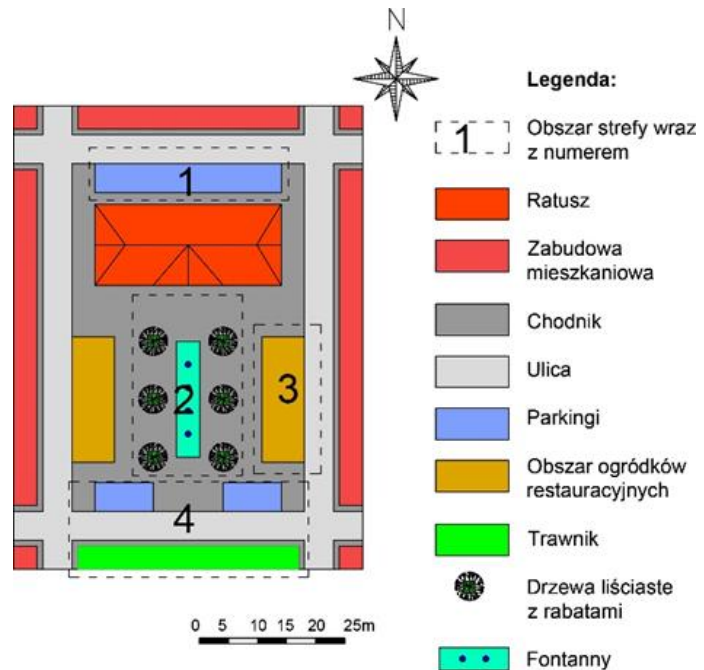 N
Legenda:
1
Obszar strefy wraz
z numerem
Ratusz
Zabudowa
mieszkaniowa
Chodnik
Ulica
Parkingi
Obszar ogródków
restauracyjnych
Trawnik
Drzewa liściaste
z rabatami
Fontanny
1
2
3
4
0 5 10 15 20 25m